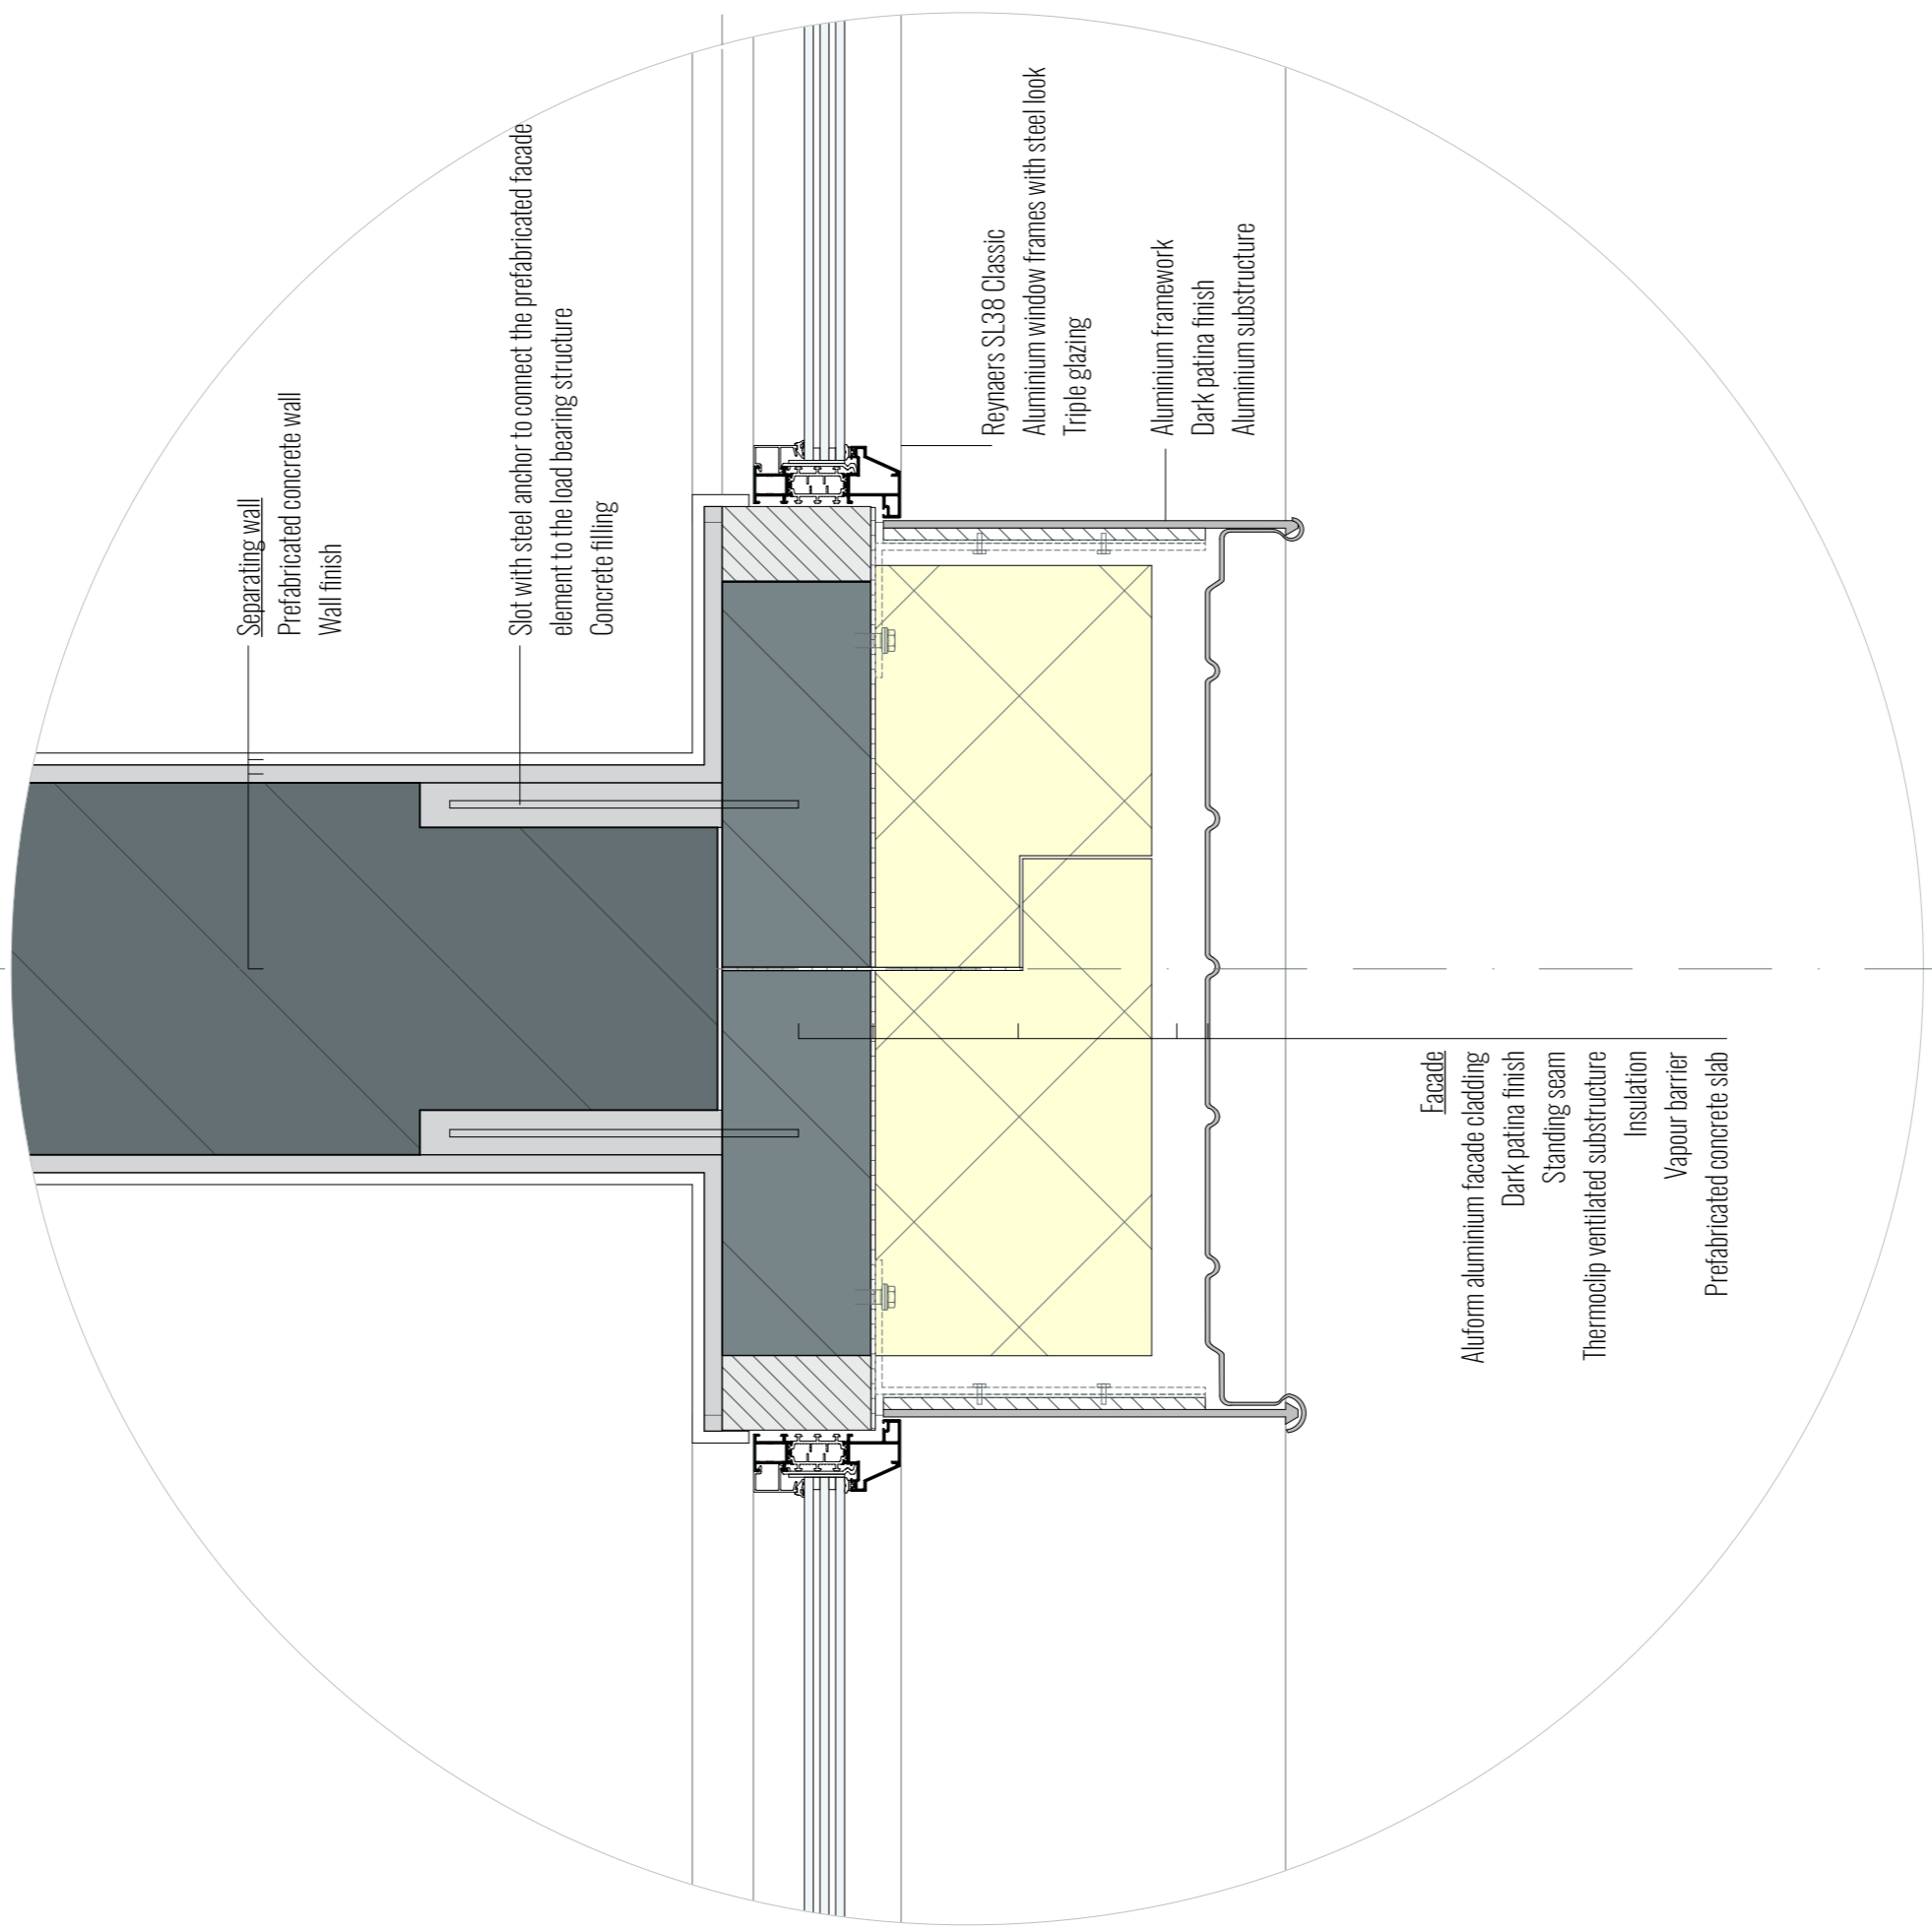 Separating wall
Prefabricated concrete wall
Wall finish
Slot with steel anchor to connect the prefabricated facade
element to the load bearing structure
Concrete filling
Reynaers SL38 Classic
Aluminium window frames with steel look
Triple glazing
Aluminium framework
Dark patina finish
Aluminium substructure
Facade
Aluform aluminium facade cladding
Dark patina finish
Standing seam
Thermoclip ventilated substructure
Insulation
Vapour barrier
Prefabricated concrete slab